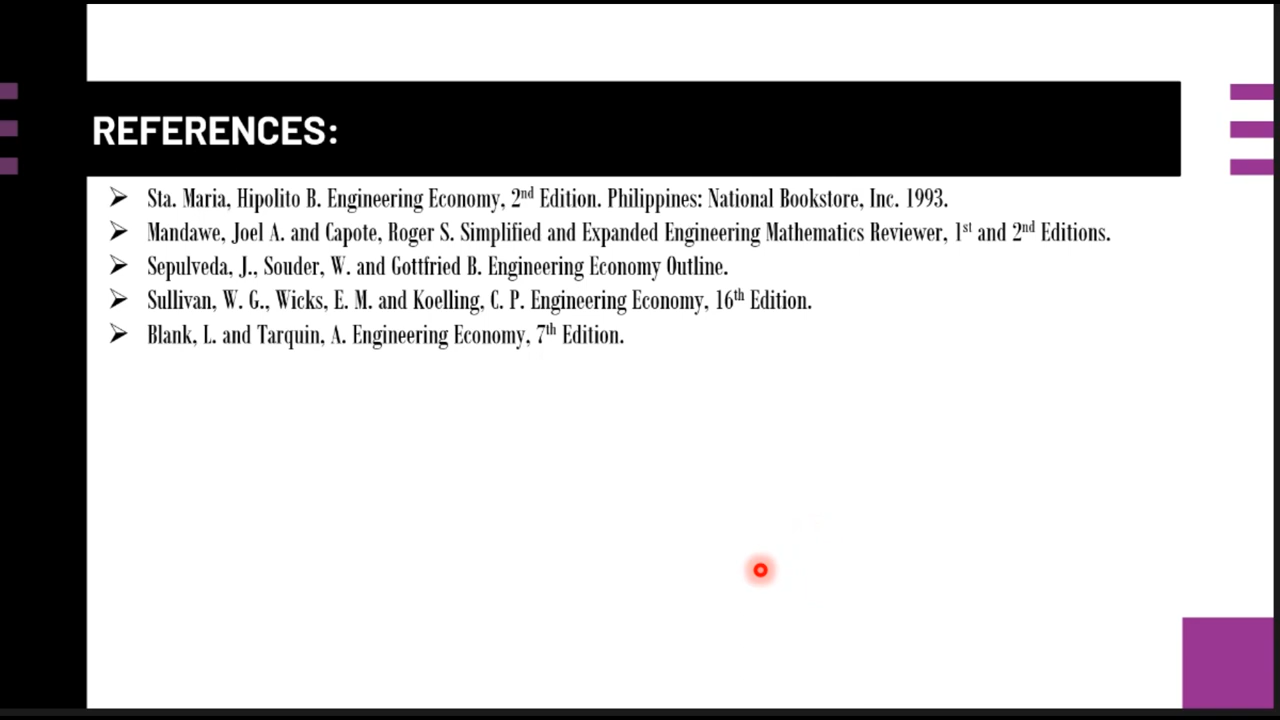 REFERENCES:
➢ Sta. Maria, Hipolito B. Engineering Economy, 2nd Edition. Philippines: National Bookstore, Inc. 1993.
➢ Mandawe, Joel A. and Capote, Roger S. Simplified and Expanded Engineering Mathematics Reviewer, 1st and 2nd Editions.
➢ Sepulveda, J., Souder, W. and Gottfried B. Engineering Economy Outline.
➢ Sullivan, W. G., Wicks, E. M. and Koelling, C. P. Engineering Economy, 16th Edition.
➢ Blank, L. and Tarquin, A. Engineering Economy, 7th Edition.